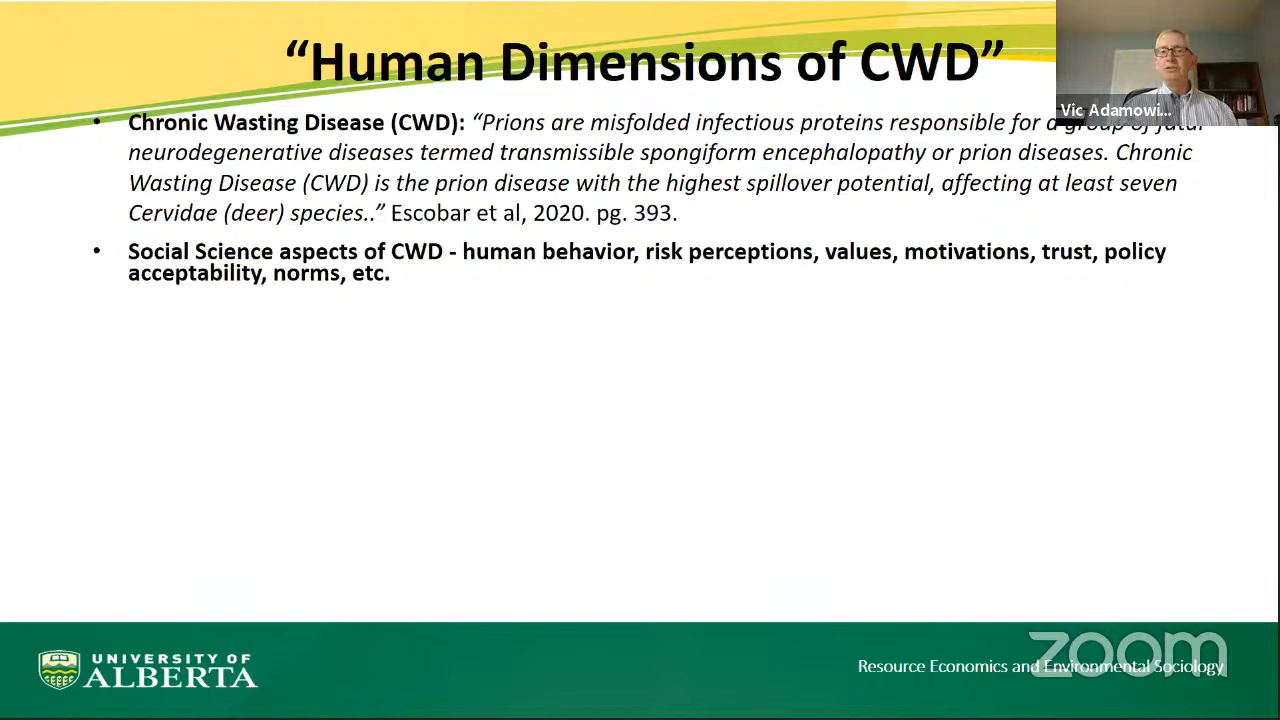 “Human Dimensions of CWD”
Vic Adamowi...
• Chronic Wasting Disease (CWD): “Prions are misfolded infectious proteins responsible for a group of fatal
neurodegenerative diseases termed transmissible spongiform encephalopathy or prion diseases. Chronic
Wasting Disease (CWD) is the prion disease with the highest spillover potential, affecting at least seven
Cervidae (deer) species..” Escobar et al, 2020. pg. 393.
• Social Science aspects of CWD - human behavior, risk perceptions, values, motivations, trust, policy
acceptability, norms, etc.
UNIVERSITY OF
ALBERTA
Resource Economics and Environmental Sociology
zoom